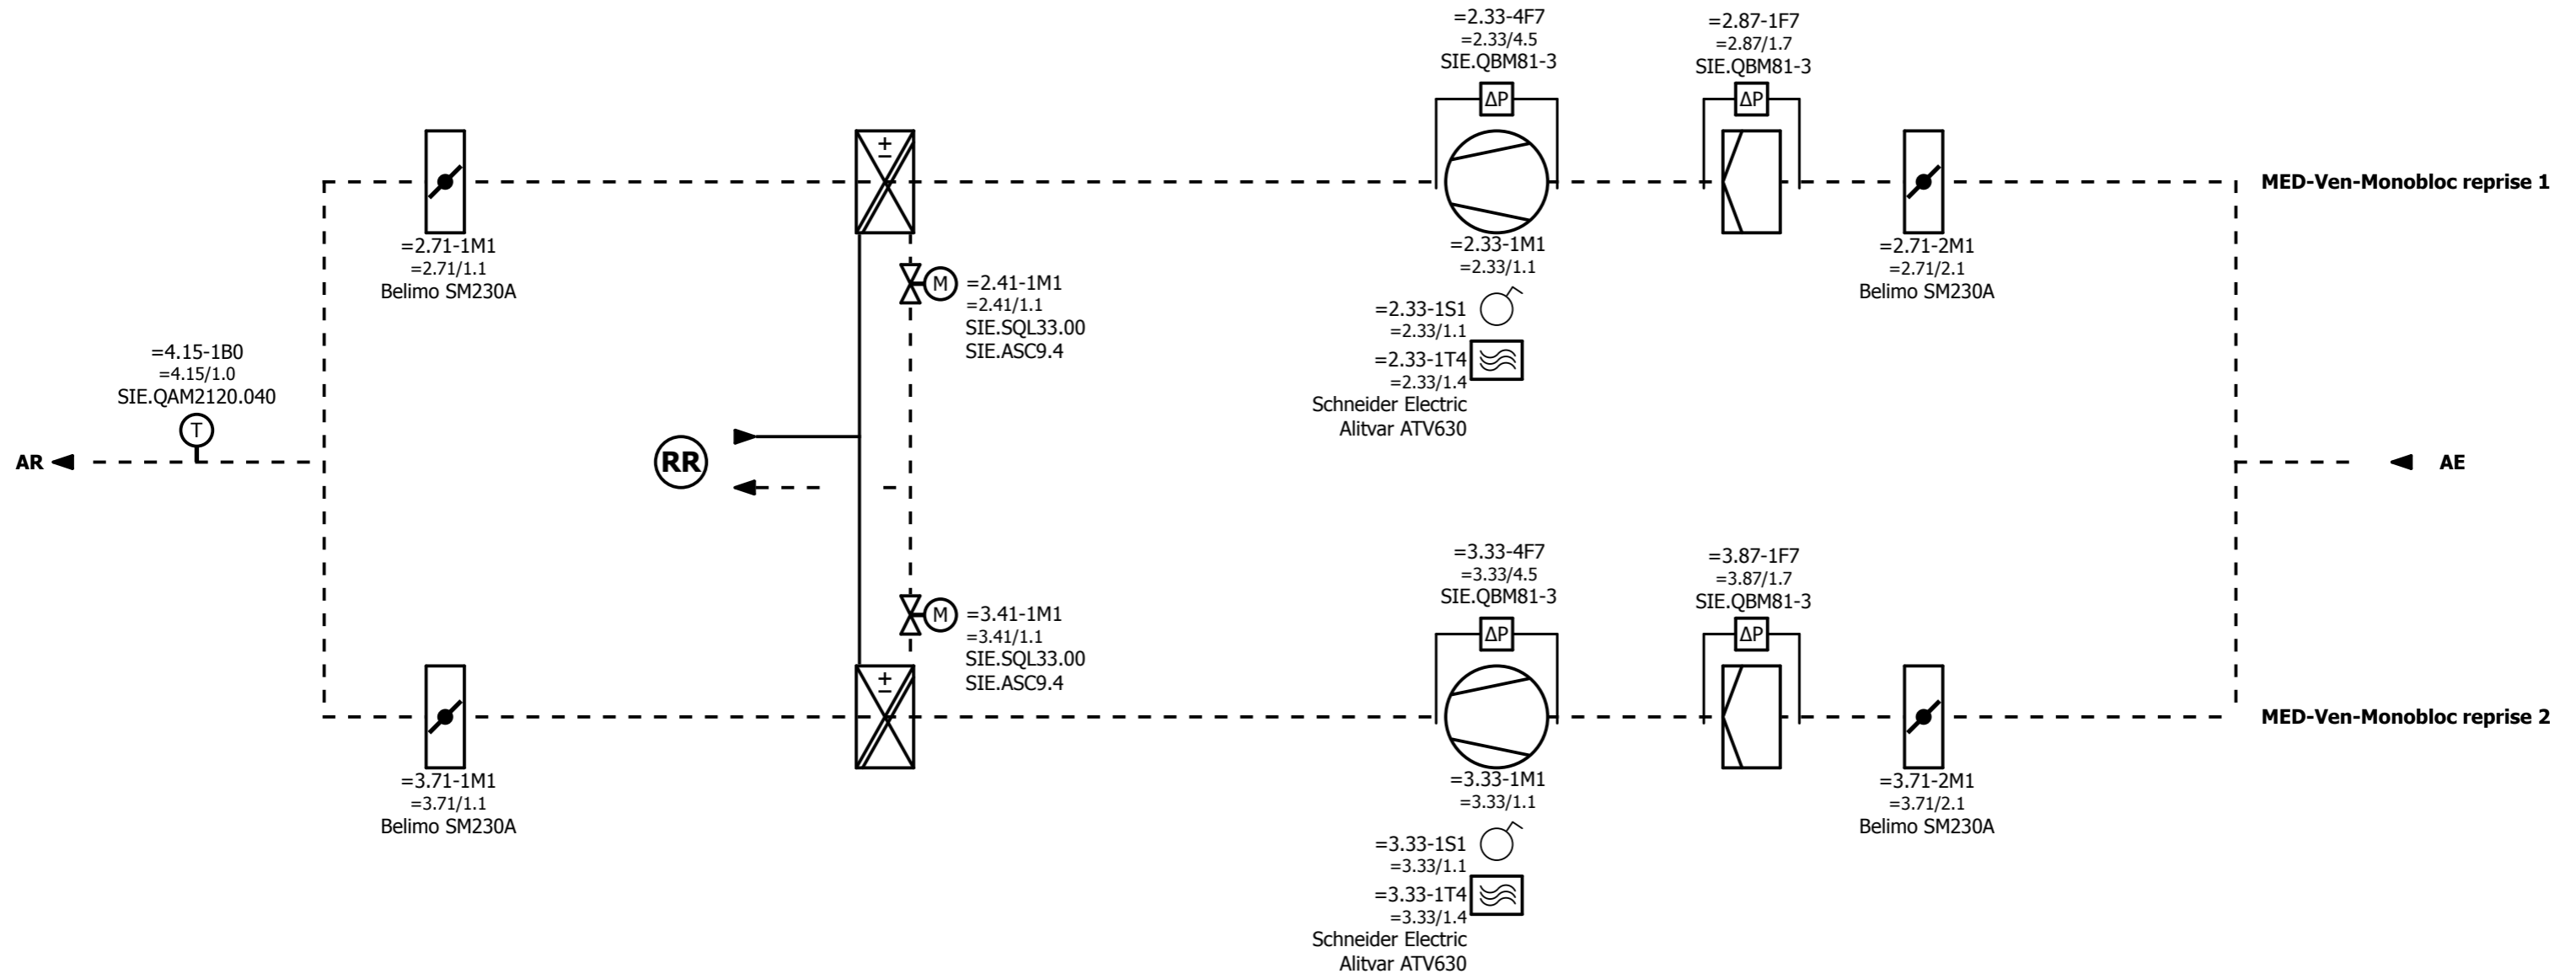 =2.33-4F7
=2.33/4.5
SIE.QBM81-3
ΔP
=2.87-1F7
=2.87/1.7
SIE.QBM81-3
ΔP
±
MED-Ven-Monobloc reprise 1
=2.71-1M1
=2.71/1.1
Belimo SM230A
M
=2.41-1M1
=2.41/1.1
SIE.SQL33.00
SIE.ASC9.4
=2.33-1M1
=2.33/1.1
=2.33-1S1
=2.33/1.1
=2.33-1T4
=2.33/1.4
Schneider Electric
Alitvar ATV630
=2.71-2M1
=2.71/2.1
Belimo SM230A
=4.15-1B0
=4.15/1.0
SIE.QAM2120.040
T
AR
RR
AE
=3.33-4F7
=3.33/4.5
SIE.QBM81-3
ΔP
=3.87-1F7
=3.87/1.7
SIE.QBM81-3
ΔP
M
=3.41-1M1
=3.41/1.1
SIE.SQL33.00
SIE.ASC9.4
±
MED-Ven-Monobloc reprise 2
=3.71-1M1
=3.71/1.1
Belimo SM230A
=3.33-1M1
=3.33/1.1
=3.33-1S1
=3.33/1.1
=3.33-1T4
=3.33/1.4
Schneider Electric
Alitvar ATV630
=3.71-2M1
=3.71/2.1
Belimo SM230A